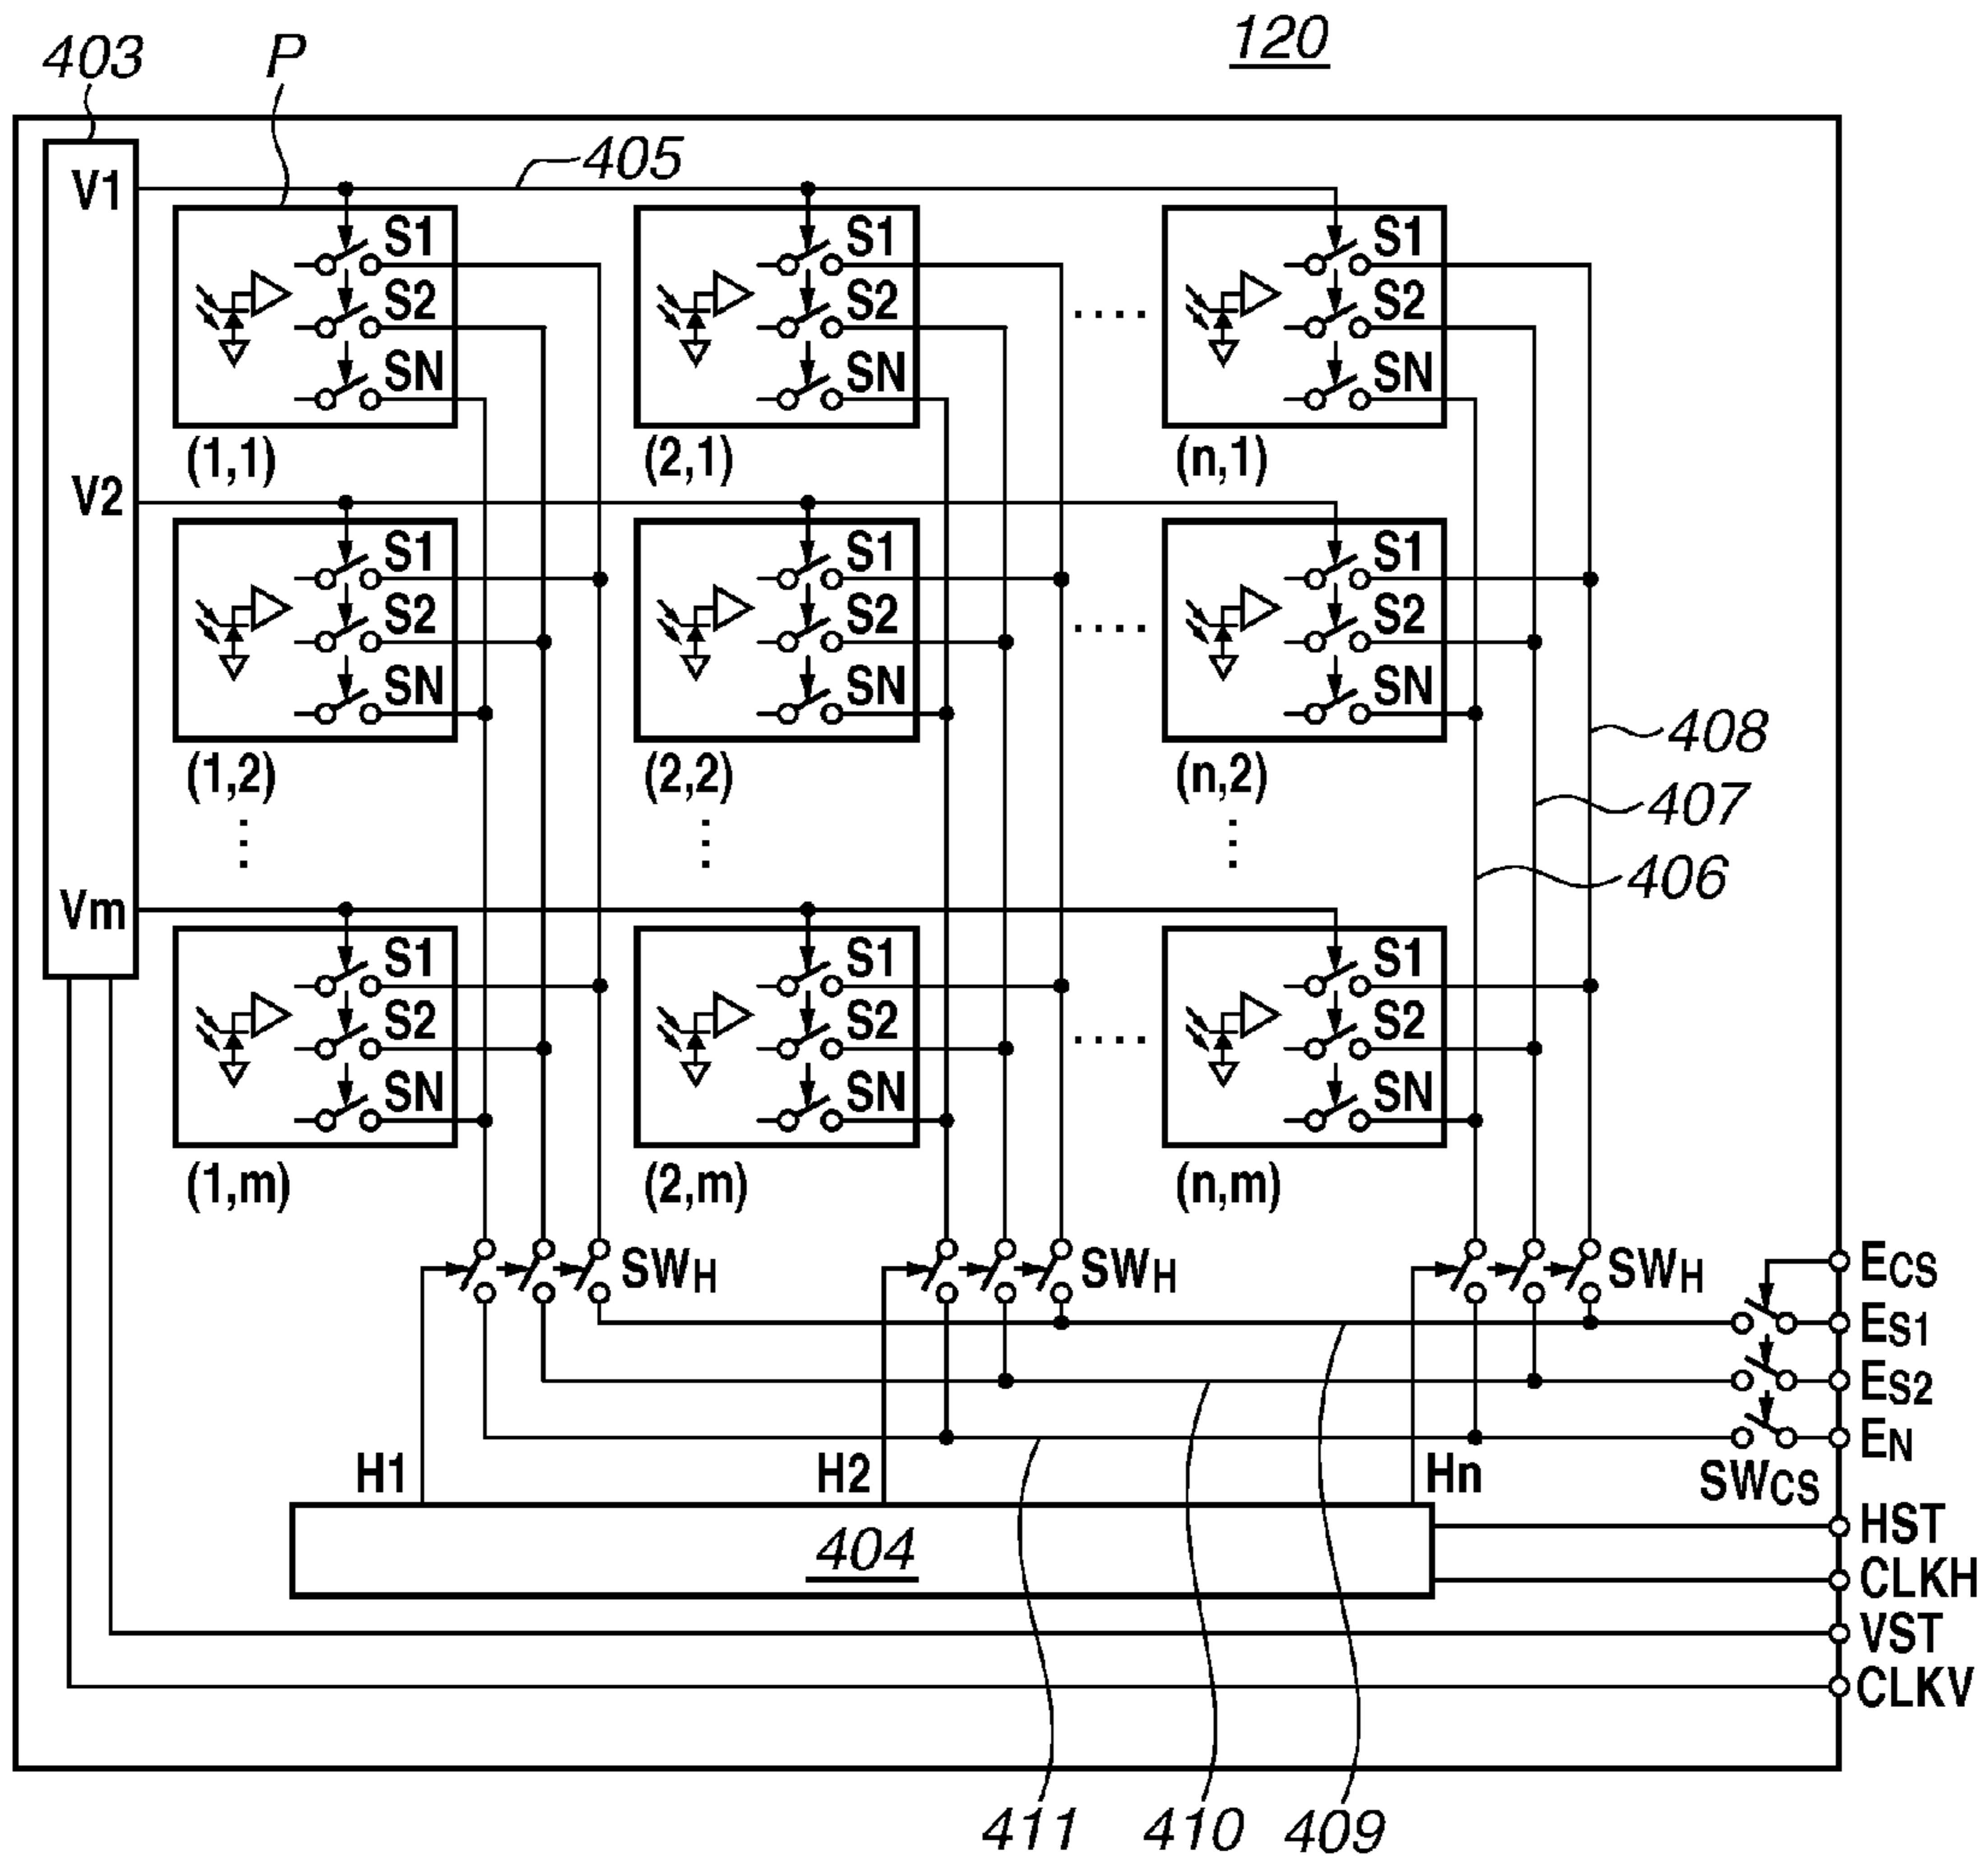 120
403 P
405
V1
S1 S1 S1
S2 S2 S2
SN SN SN
.... 
(1,1) (2,1) (n,1)
V2
S1 S1 S1
S2 S2 S2
SN SN SN
....
(1,2) (2,2) (n,2)
408
407
406
Vm
S1 S1 S1
S2 S2 S2
SN SN SN
....
(1,m) (2,m) (n,m)
SWH SWH SWH
ECS
ES1
ES2
EN
H1 H2 Hn SWCS
404
HST
CLKH
VST
CLKV
411 410 409